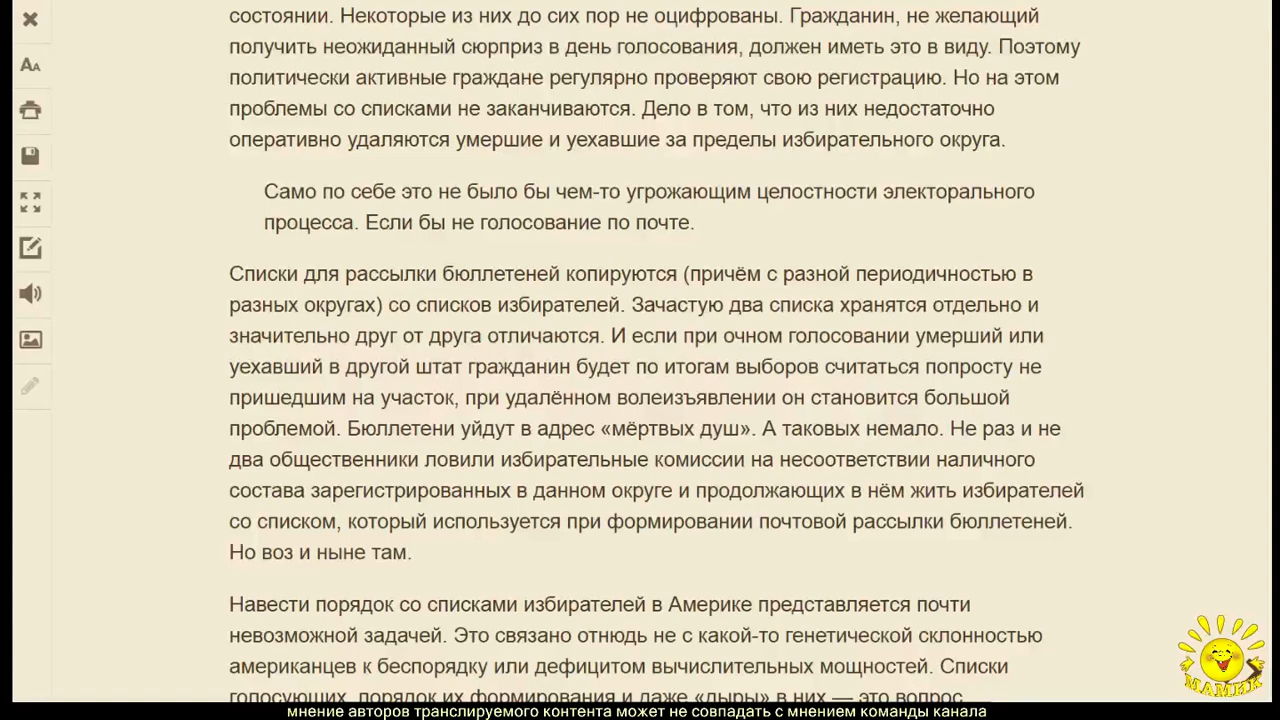 состоянии. Некоторые из них до сих пор не оцифрованы. Гражданин, не желающий
получить неожиданный сюрприз в день голосования, должен иметь это в виду. Поэтому
политически активные граждане регулярно проверяют свою регистрацию. Но на этом
проблемы со списками не заканчиваются. Дело в том, что из них недостаточно
оперативно удаляются умершие и уехавшие за пределы избирательного округа.
Само по себе это не было бы чем-то угрожающим целостности электорального
процесса. Если бы не голосование по почте.
Списки для рассылки бюллетеней копируются (причём с разной периодичностью в
разных округах) со списков избирателей. Зачастую два списка хранятся отдельно и
значительно друг от друга отличаются. И если при очном голосовании умерший или
уехавший в другой штат гражданин будет по итогам выборов считаться попросту не
пришедшим на участок, при удалённом волеизъявлении он становится большой
проблемой. Бюллетени уйдут в адрес «мёртвых душ». А таковых немало. Не раз и не
два общественники ловили избирательные комиссии на несоответствии наличного
состава зарегистрированных в данном округе и продолжающих в нём жить избирателей
со списком, который используется при формировании почтовой рассылки бюллетеней.
Но воз и ныне там.
Навести порядок со списками избирателей в Америке представляется почти
невозможной задачей. Это связано отнюдь не с какой-то генетической склонностью
американцев к беспорядку или дефицитом вычислительных мощностей. Списки
голосующих, порядок их формирования и даже «дыры» в них — это вопрос
мнение авторов транслируемого контента может не совпадать с мнением команды канала
МАМИК